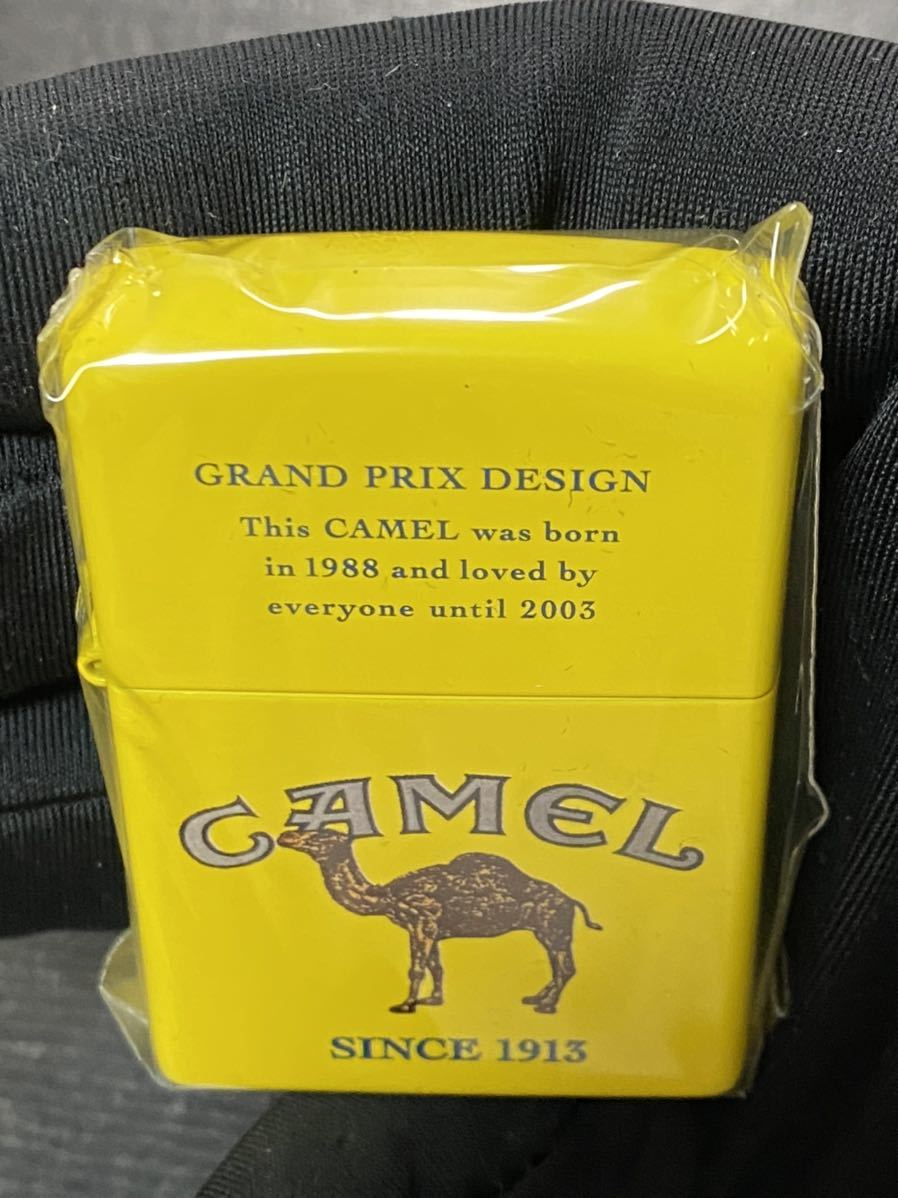 GRAND PRIX DESIGN
This CAMEL was born
in 1988 and loved by
everyone until 2003
CAMEL
SINCE 1913